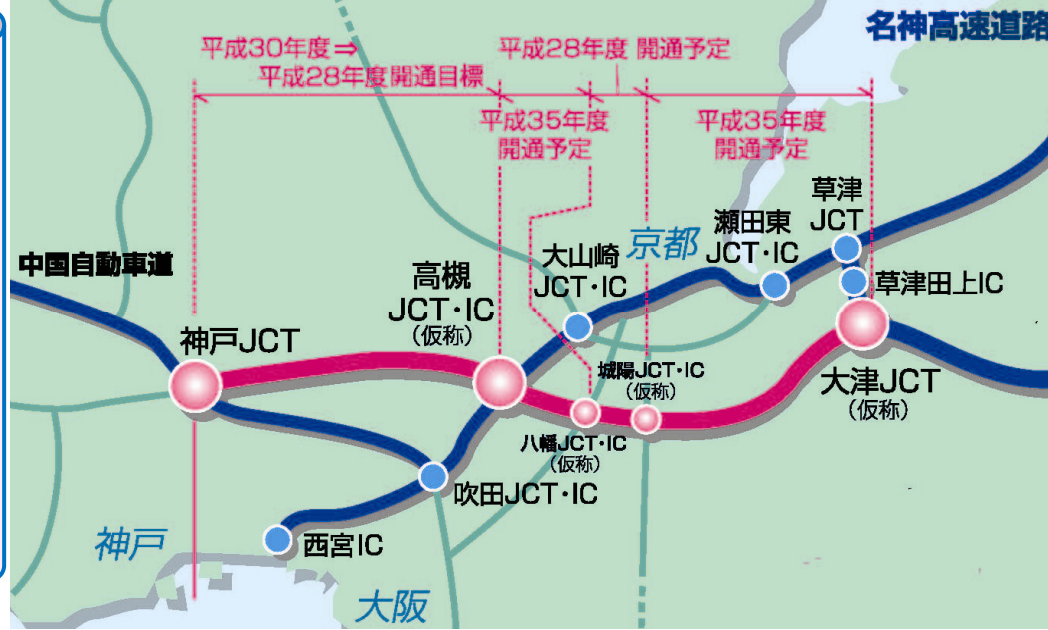 名神高速道路
平成30年度⇒
平成28年度開通目標
平成28年度 開通予定
平成35年度
開通予定
平成35年度
開通予定
草津
JCT
瀬田東
JCT・IC
京都
大山崎
JCT・IC
草津田上IC
中国自動車道
高槻
JCT・IC
(仮称)
神戸JCT
城陽JCT・IC
(仮称)
大津JCT
(仮称)
八幡JCT・IC
(仮称)
吹田JCT・IC
西宮IC
神戸
大阪